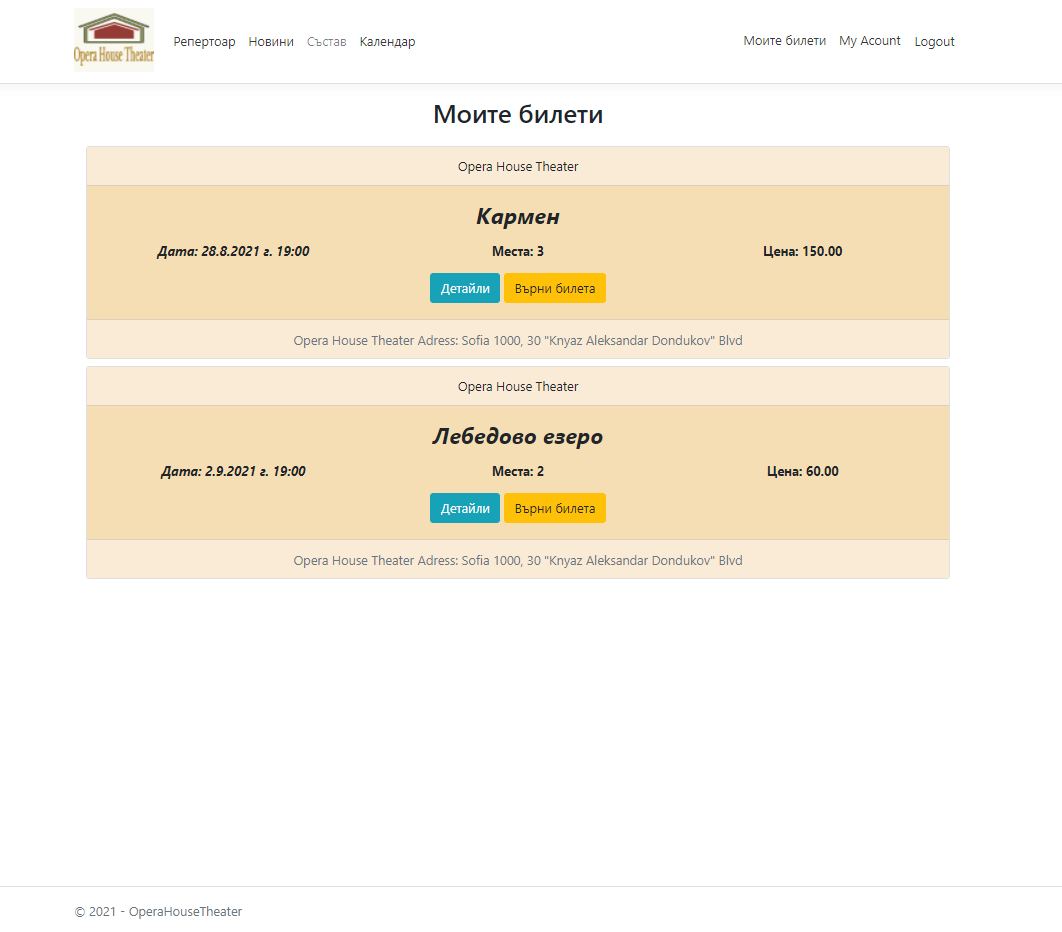 Opera House Theater
Репертоар Новини Състав Календар Моите билети My Acount Logout
Моите билети
Opera House Theater
Кармен
Дата: 28.8.2021 г. 19:00 Места: 3 Цена: 150.00
Детайли Върни билета
Opera House Theater Adress: Sofia 1000, 30 "Knyaz Aleksandar Dondukov" Blvd
Opera House Theater
Лебедово езеро
Дата: 2.9.2021 г. 19:00 Места: 2 Цена: 60.00
Детайли Върни билета
Opera House Theater Adress: Sofia 1000, 30 "Knyaz Aleksandar Dondukov" Blvd
© 2021 - OperaHouseTheater